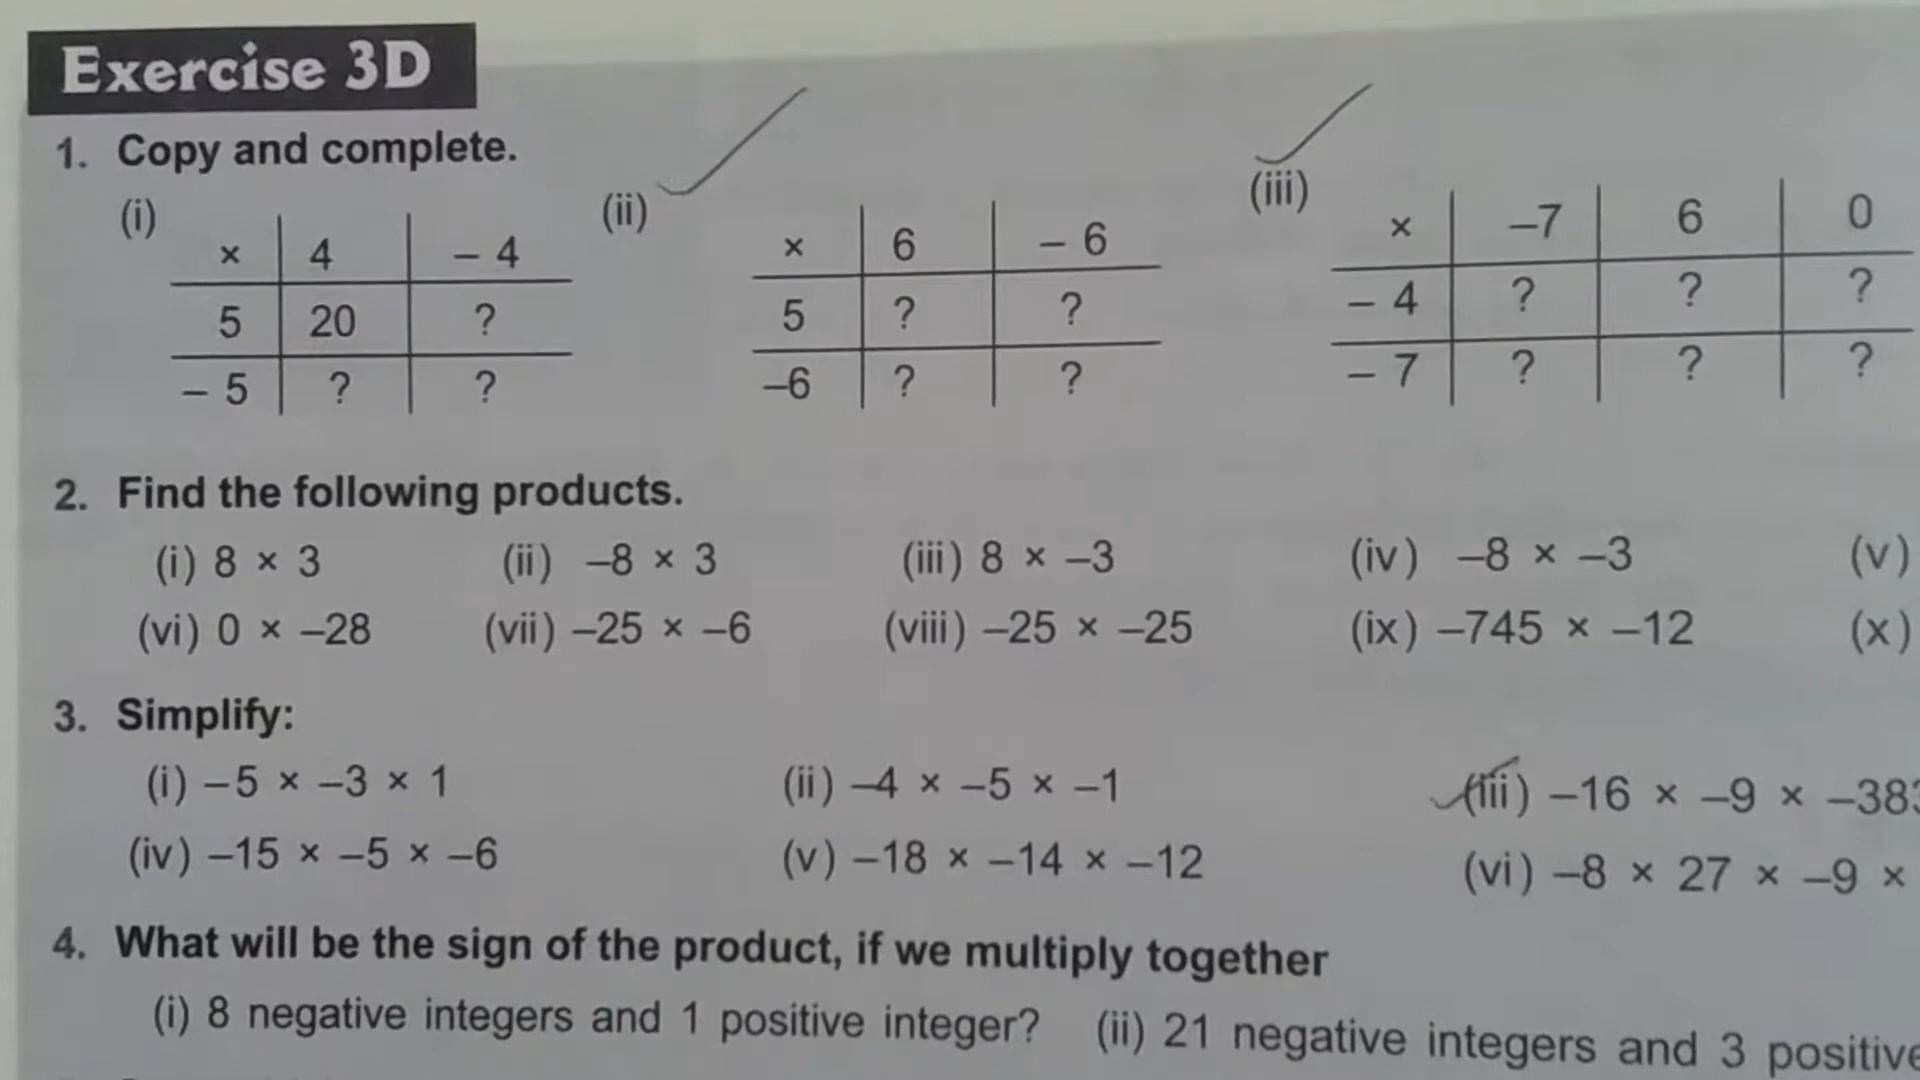 Exercise 3D
1. Copy and complete.
(i)
× 4 – 4
5 20 ?
– 5 ? ?
(ii)
× 6 – 6
5 ? ?
–6 ? ?
(iii)
× –7 6 0
– 4 ? ? ?
– 7 ? ? ?
2. Find the following products.
(i) 8 × 3 (ii) –8 × 3 (iii) 8 × –3 (iv) –8 × –3 (v)
(vi) 0 × –28 (vii) –25 × –6 (viii) –25 × –25 (ix) –745 × –12 (x)
3. Simplify:
(i) –5 × –3 × 1 (ii) –4 × –5 × –1 (iii) –16 × –9 × –38
(iv) –15 × –5 × –6 (v) –18 × –14 × –12 (vi) –8 × 27 × –9 ×
4. What will be the sign of the product, if we multiply together
(i) 8 negative integers and 1 positive integer? (ii) 21 negative integers and 3 positive